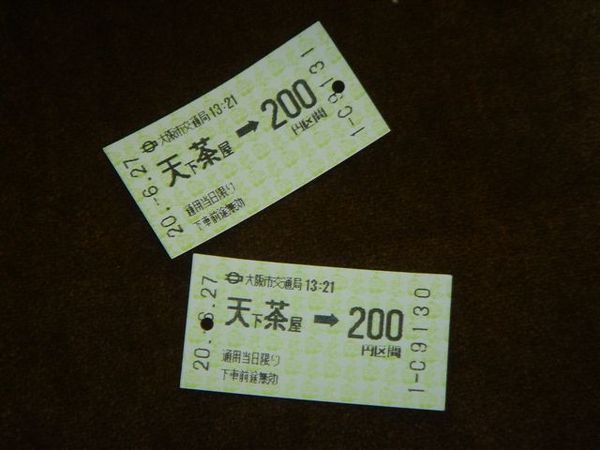 大阪市交通局 13:21
天下茶屋 ➡ 200
円区間
通用当日限り
下車前途無効
20.-6.27
1-C9131
大阪市交通局 13:21
天下茶屋 ➡ 200
円区間
通用当日限り
下車前途無効
20.-6.27
1-C9130